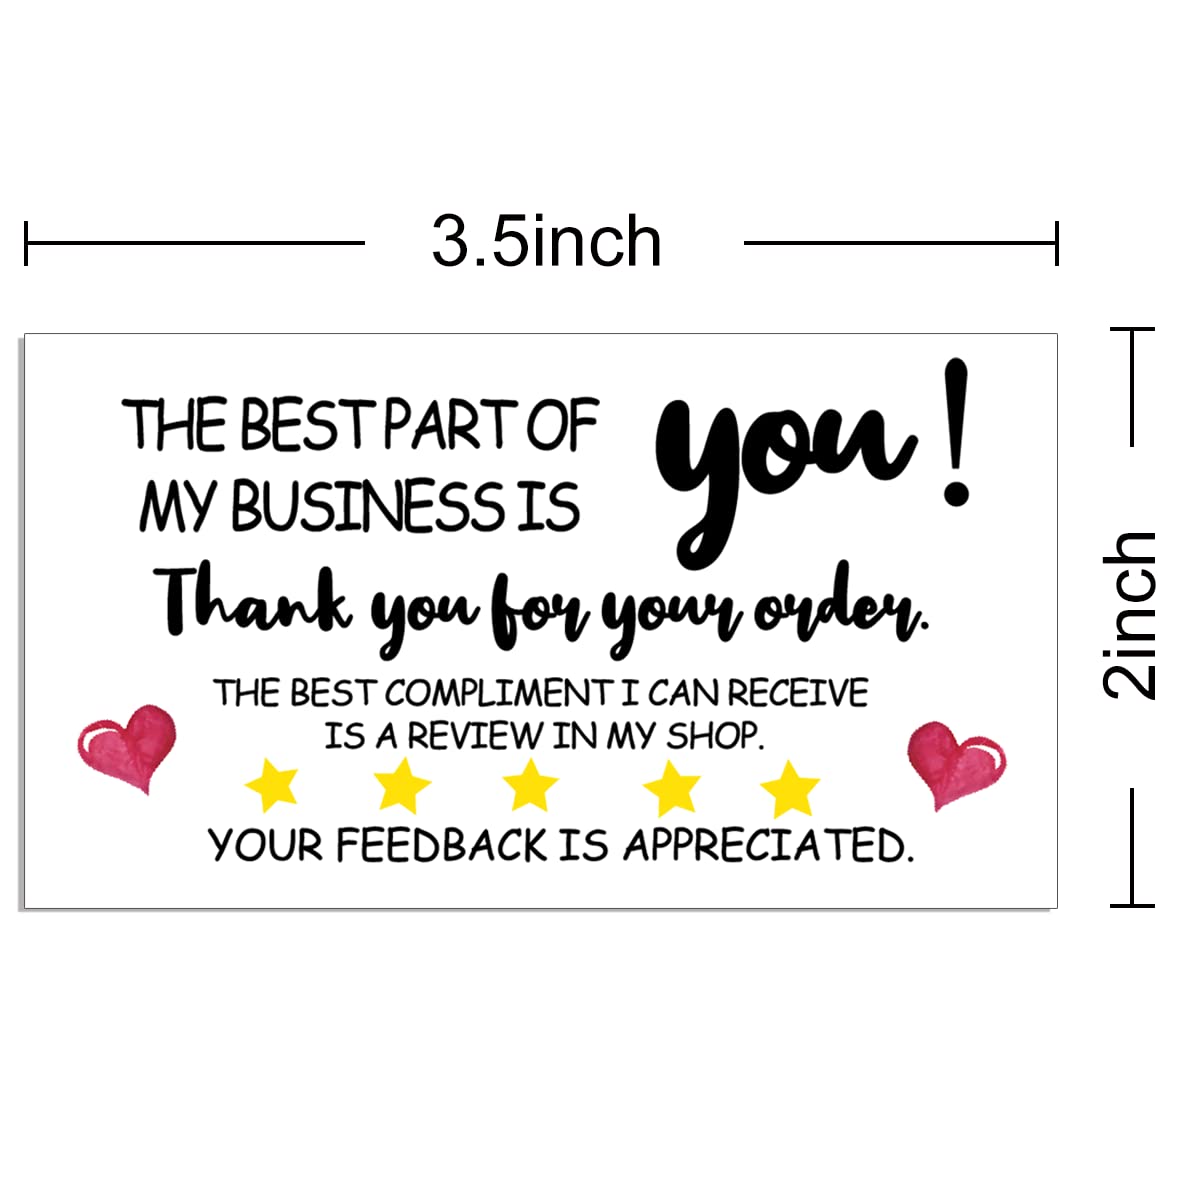 3.5inch
THE BEST PART OF
MY BUSINESS IS
you!
Thank you for your order.
THE BEST COMPLIMENT I CAN RECEIVE
IS A REVIEW IN MY SHOP.
YOUR FEEDBACK IS APPRECIATED.
2inch